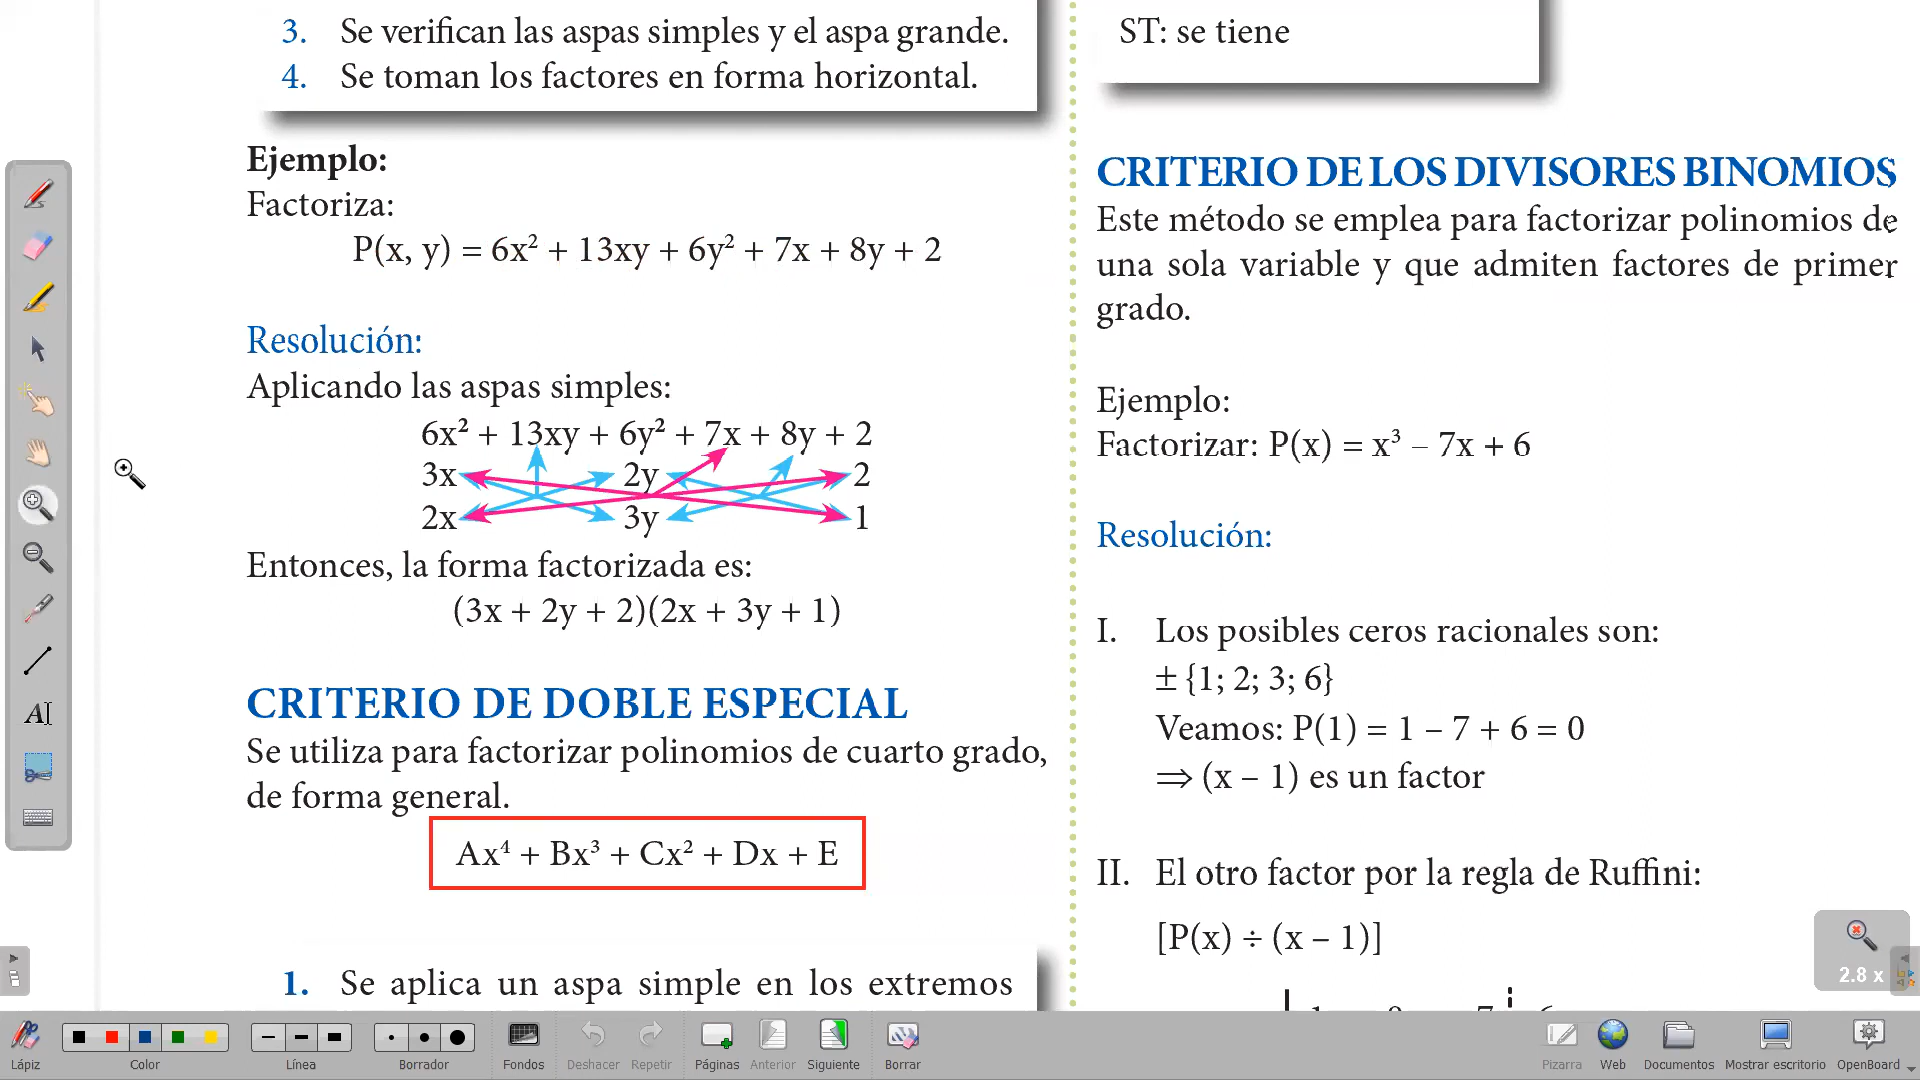 3. Se verifican las aspas simples y el aspa grande.
4. Se toman los factores en forma horizontal.
Ejemplo:
Factoriza:
P(x, y) = 6x² + 13xy + 6y² + 7x + 8y + 2
Resolución:
Aplicando las aspas simples:
6x² + 13xy + 6y² + 7x + 8y + 2
3x 2y 2
2x 3y 1
Entonces, la forma factorizada es:
(3x + 2y + 2)(2x + 3y + 1)
CRITERIO DE DOBLE ESPECIAL
Se utiliza para factorizar polinomios de cuarto grado,
de forma general.
Ax⁴ + Bx³ + Cx² + Dx + E
1. Se aplica un aspa simple en los extremos
ST: se tiene
CRITERIO DE LOS DIVISORES BINOMIOS
Este método se emplea para factorizar polinomios de
una sola variable y que admiten factores de primer
grado.
Ejemplo:
Factorizar: P(x) = x³ – 7x + 6
Resolución:
I. Los posibles ceros racionales son:
± {1; 2; 3; 6}
Veamos: P(1) = 1 – 7 + 6 = 0
⇒ (x – 1) es un factor
II. El otro factor por la regla de Ruffini:
[P(x) ÷ (x – 1)]
2.8 x
Lápiz
Color
Línea
Borrador
Fondos
Deshacer
Repetir
Páginas
Anterior
Siguiente
Borrar
Pizarra
Web
Documentos
Mostrar escritorio
OpenBoard